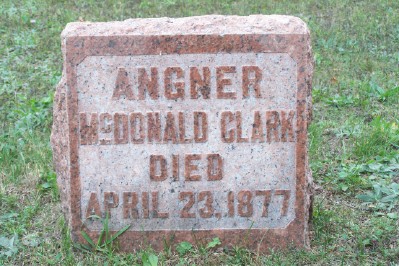 ANGNER
McDONALD CLARK
DIED
APRIL 23, 1877